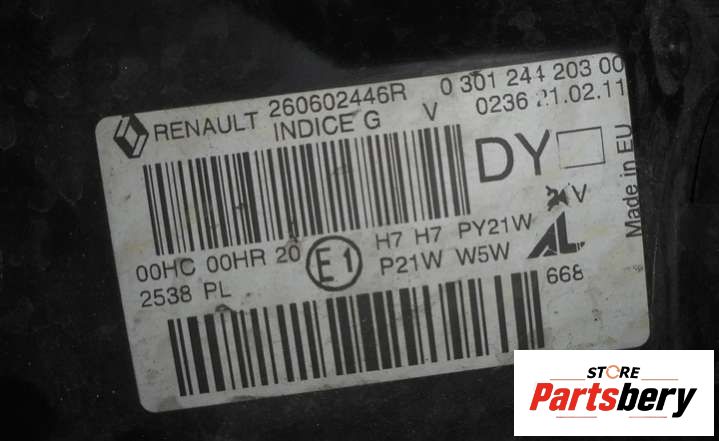 RENAULT 260602446R 0 301 244 203 00
INDICE G V 0236 21.02.11
DY
Made in EU
V
00HC 00HR 20 E1 H7 H7 PY21W AL
2538 PL P21W W5W 668
STORE
Partsbery